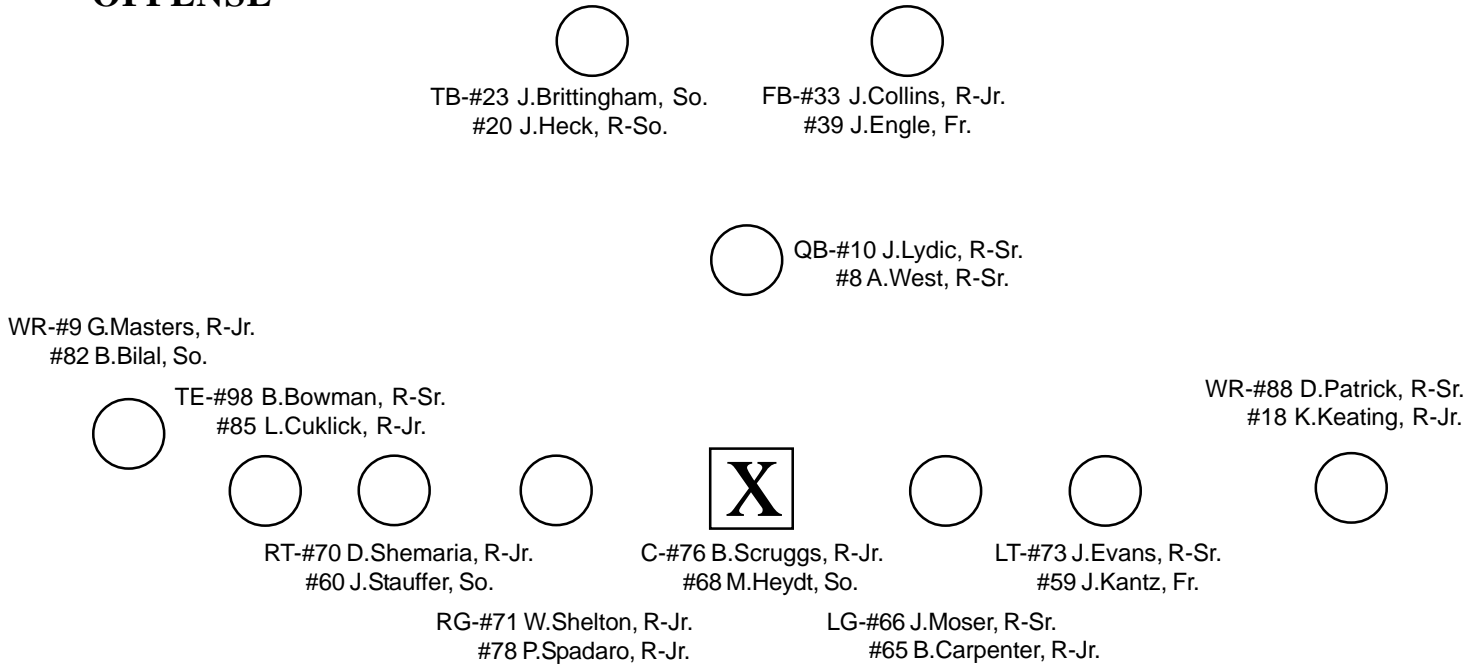 OFFENSE
TB-#23 J.Brittingham, So.
#20 J.Heck, R-So.
FB-#33 J.Collins, R-Jr.
#39 J.Engle, Fr.
QB-#10 J.Lydic, R-Sr.
#8 A.West, R-Sr.
WR-#9 G.Masters, R-Jr.
#82 B.Bilal, So.
TE-#98 B.Bowman, R-Sr.
#85 L.Cuklick, R-Jr.
WR-#88 D.Patrick, R-Sr.
#18 K.Keating, R-Jr.
X
RT-#70 D.Shemaria, R-Jr.
#60 J.Stauffer, So.
C-#76 B.Scruggs, R-Jr.
#68 M.Heydt, So.
LT-#73 J.Evans, R-Sr.
#59 J.Kantz, Fr.
RG-#71 W.Shelton, R-Jr.
#78 P.Spadaro, R-Jr.
LG-#66 J.Moser, R-Sr.
#65 B.Carpenter, R-Jr.